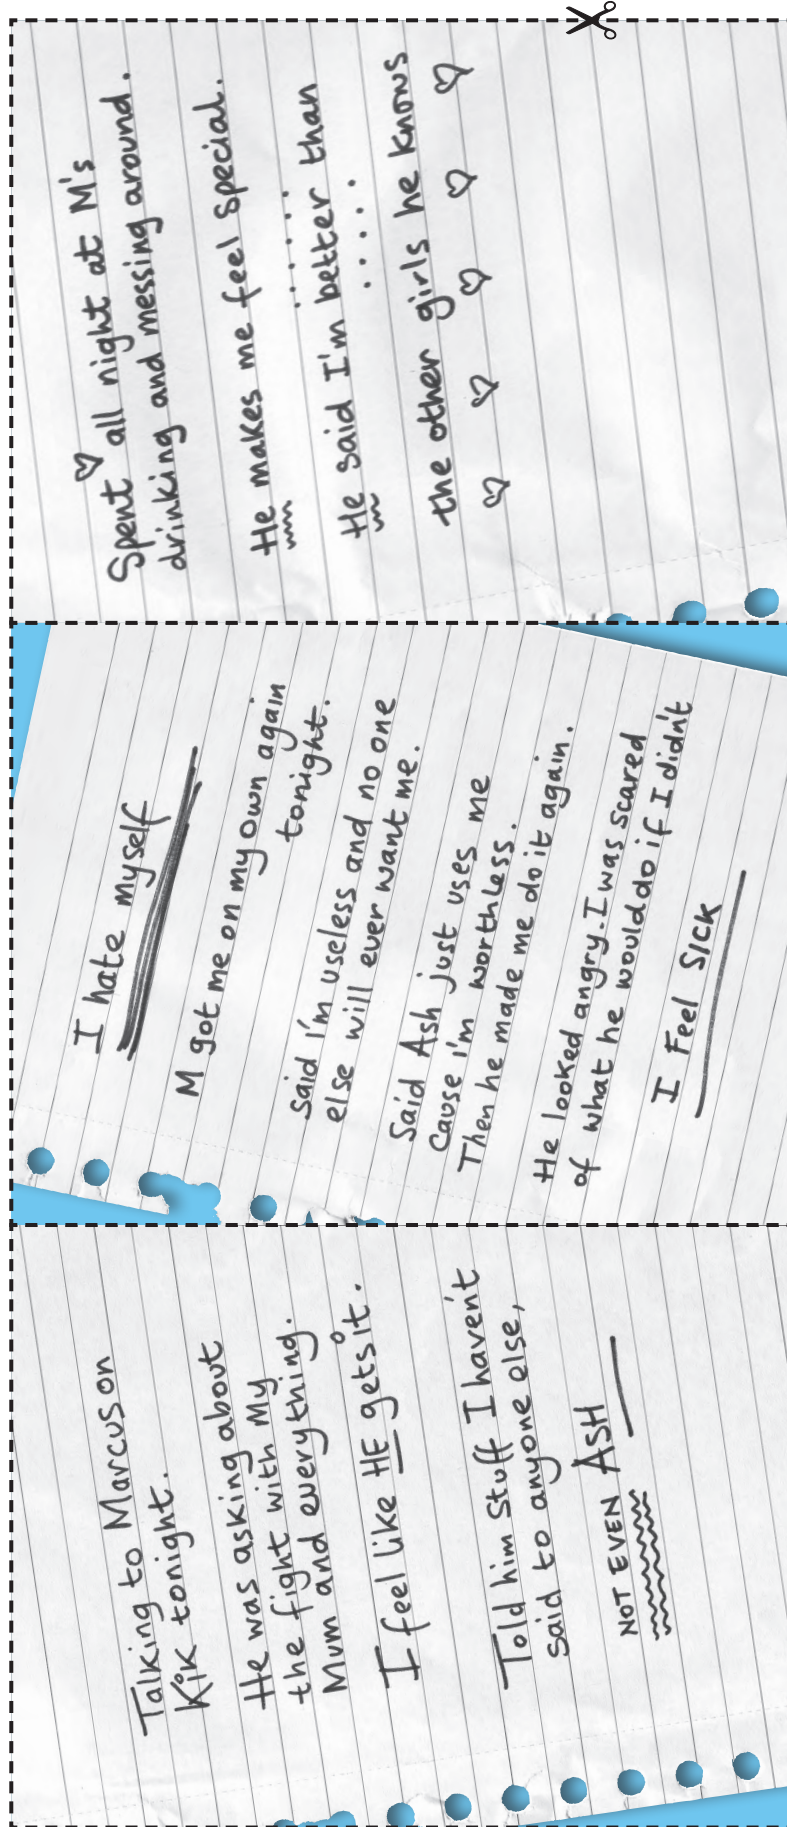 Spent all night at M's
drinking and messing around.
He makes me feel special.
He said I'm better than
the other girls he knows
I hate myself
M got me on my own again
tonight.
said i'm useless and no one
else will ever want me.
Said Ash just uses me
cause i'm worthless.
Then he made me do it again.
He looked angry. I was scared
of what he would do if I didn't
I Feel SICK
Talking to Marcus on
Kik tonight.
He was asking about
the fight with My
Mum and everything.
I feel like HE gets it.
Told him Stuff I haven't
said to anyone else,
NOT EVEN ASH